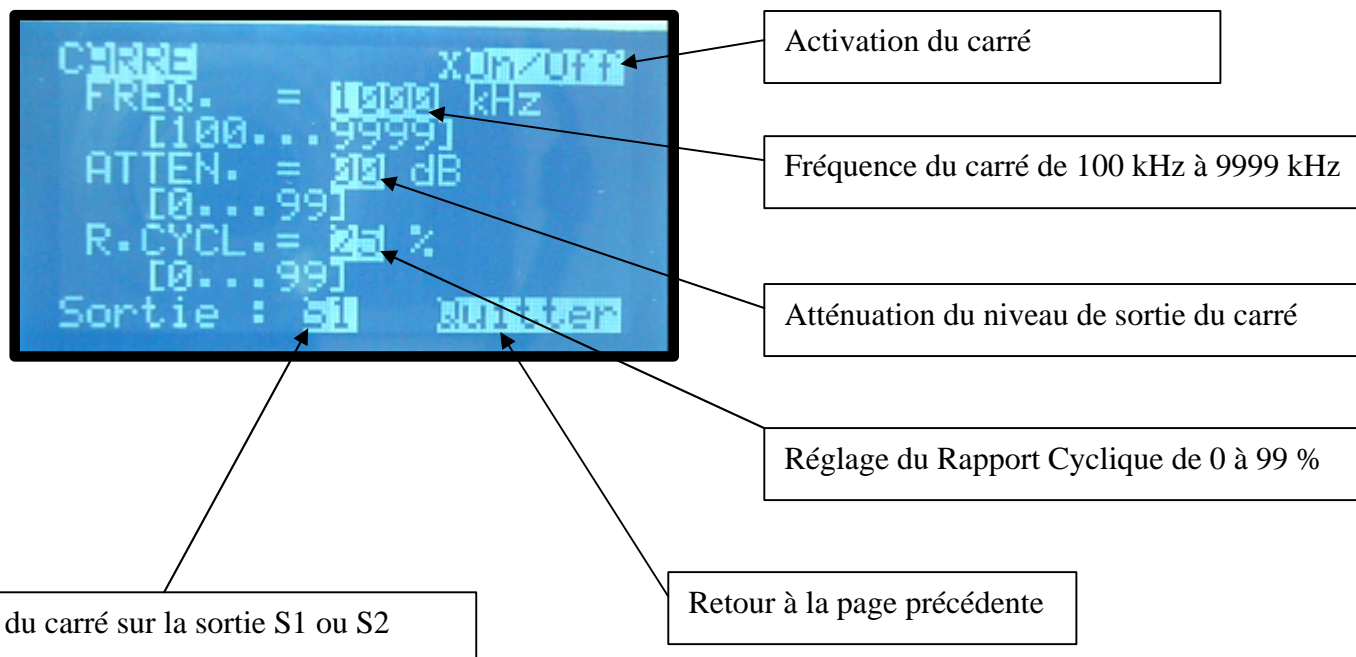 CARRE XOn/Off
FREQ. = 1000 kHz
[100...9999]
ATTEN. = 00 dB
[0...99]
R.CYCL.= %
[0...99]
Sortie : S1 Quitter
Activation du carré
Fréquence du carré de 100 kHz à 9999 kHz
Atténuation du niveau de sortie du carré
Réglage du Rapport Cyclique de 0 à 99 %
Retour à la page précédente
du carré sur la sortie S1 ou S2